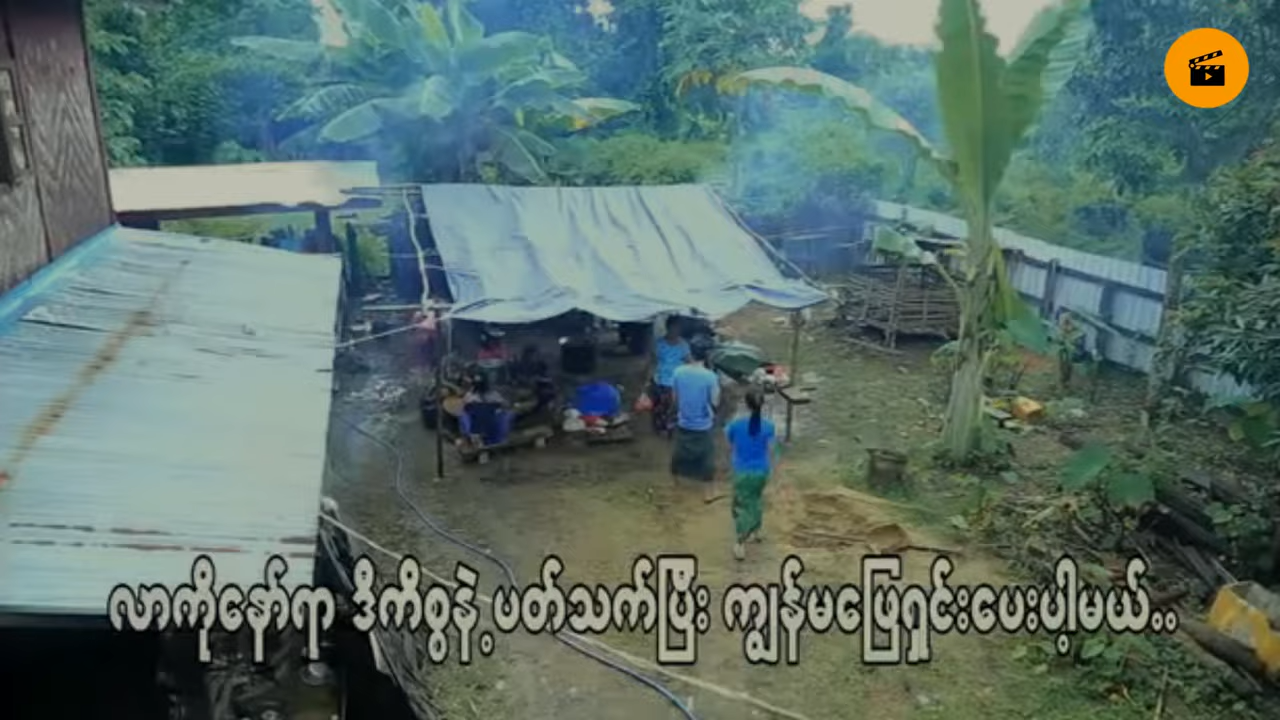 လာကိုနော်ရာ ဒီကိစ္စနဲ့ ပတ်သက်ပြီး ကျွန်မဖြေရှင်းပေးပါ့မယ်..